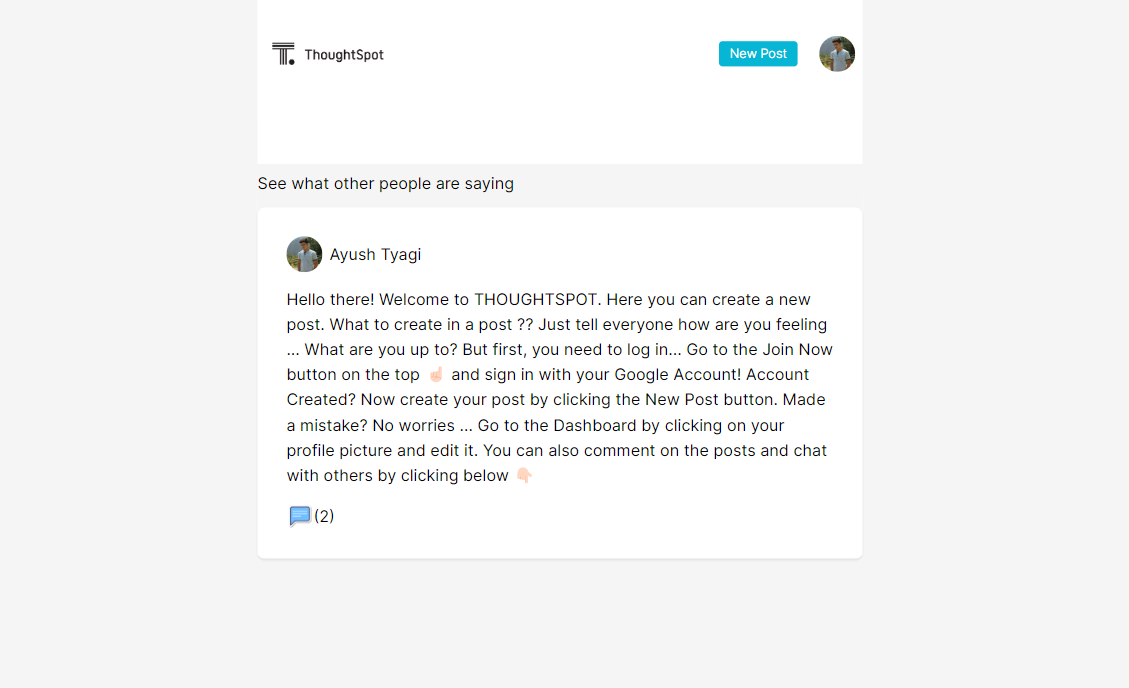 ThoughtSpot
New Post
See what other people are saying
Ayush Tyagi
Hello there! Welcome to THOUGHTSPOT. Here you can create a new
post. What to create in a post ?? Just tell everyone how are you feeling
... What are you up to? But first, you need to log in... Go to the Join Now
button on the top ☝🏻 and sign in with your Google Account! Account
Created? Now create your post by clicking the New Post button. Made
a mistake? No worries ... Go to the Dashboard by clicking on your
profile picture and edit it. You can also comment on the posts and chat
with others by clicking below 👇🏻
(2)